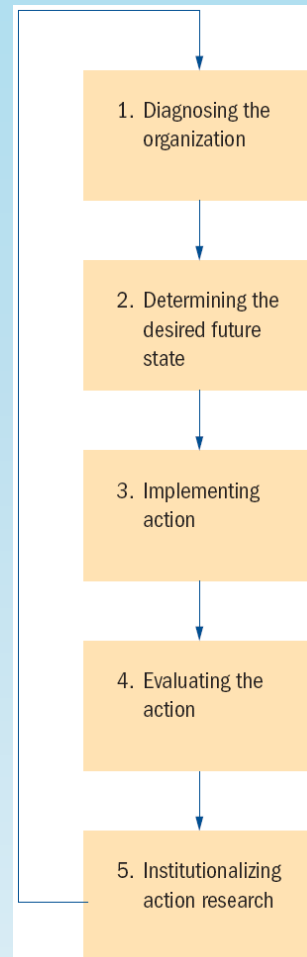 1. Diagnosing the
organization
2. Determining the
desired future
state
3. Implementing
action
4. Evaluating the
action
5. Institutionalizing
action research